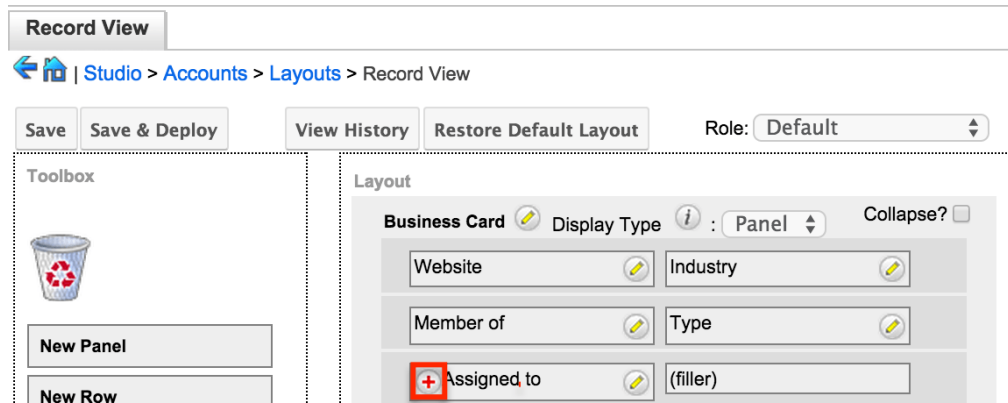 Record View
| Studio > Accounts > Layouts > Record View
Save Save & Deploy View History Restore Default Layout Role: Default
Toolbox
Layout
Business Card Display Type i : Panel Collapse?
Website Industry
Member of Type
New Panel
+ Assigned to (filler)
New Row